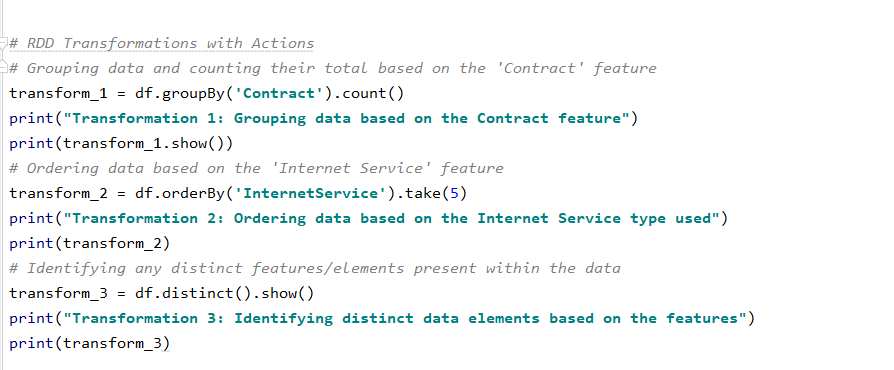 # RDD Transformations with Actions
# Grouping data and counting their total based on the 'Contract' feature
transform_1 = df.groupBy('Contract').count()
print("Transformation 1: Grouping data based on the Contract feature")
print(transform_1.show())
# Ordering data based on the 'Internet Service' feature
transform_2 = df.orderBy('InternetService').take(5)
print("Transformation 2: Ordering data based on the Internet Service type used")
print(transform_2)
# Identifying any distinct features/elements present within the data
transform_3 = df.distinct().show()
print("Transformation 3: Identifying distinct data elements based on the features")
print(transform_3)